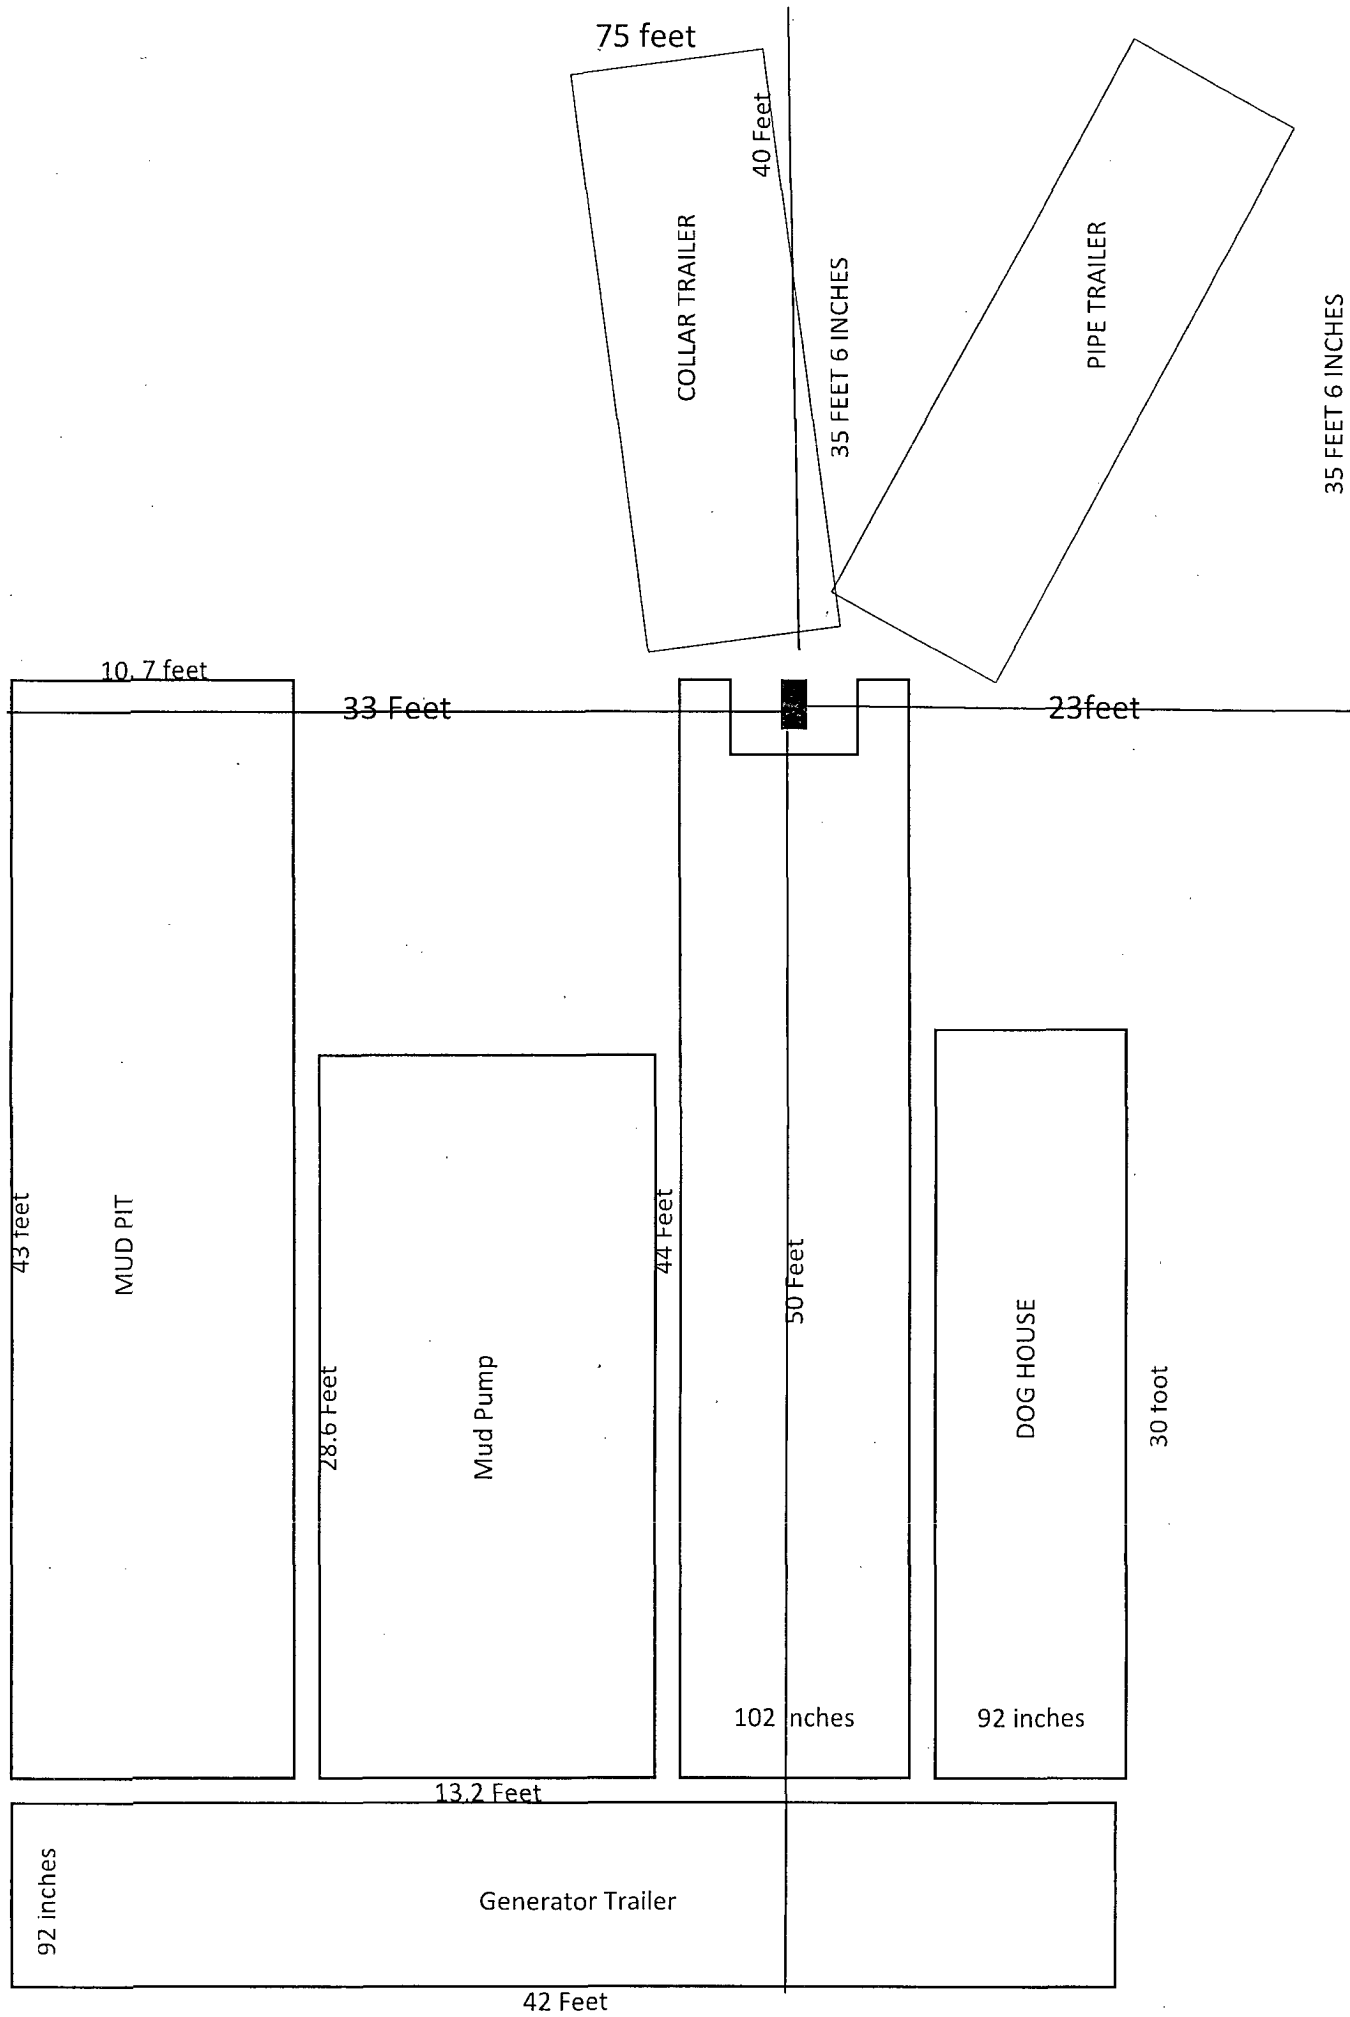 75 feet
40 Feet
COLLAR TRAILER
35 FEET 6 INCHES
PIPE TRAILER
35 FEET 6 INCHES
10. 7 feet
33 Feet
23feet
43 feet
MUD PIT
28.6 Feet
Mud Pump
44 Feet
50 Feet
DOG HOUSE
30 foot
102 inches
92 inches
13.2 Feet
92 inches
Generator Trailer
42 Feet